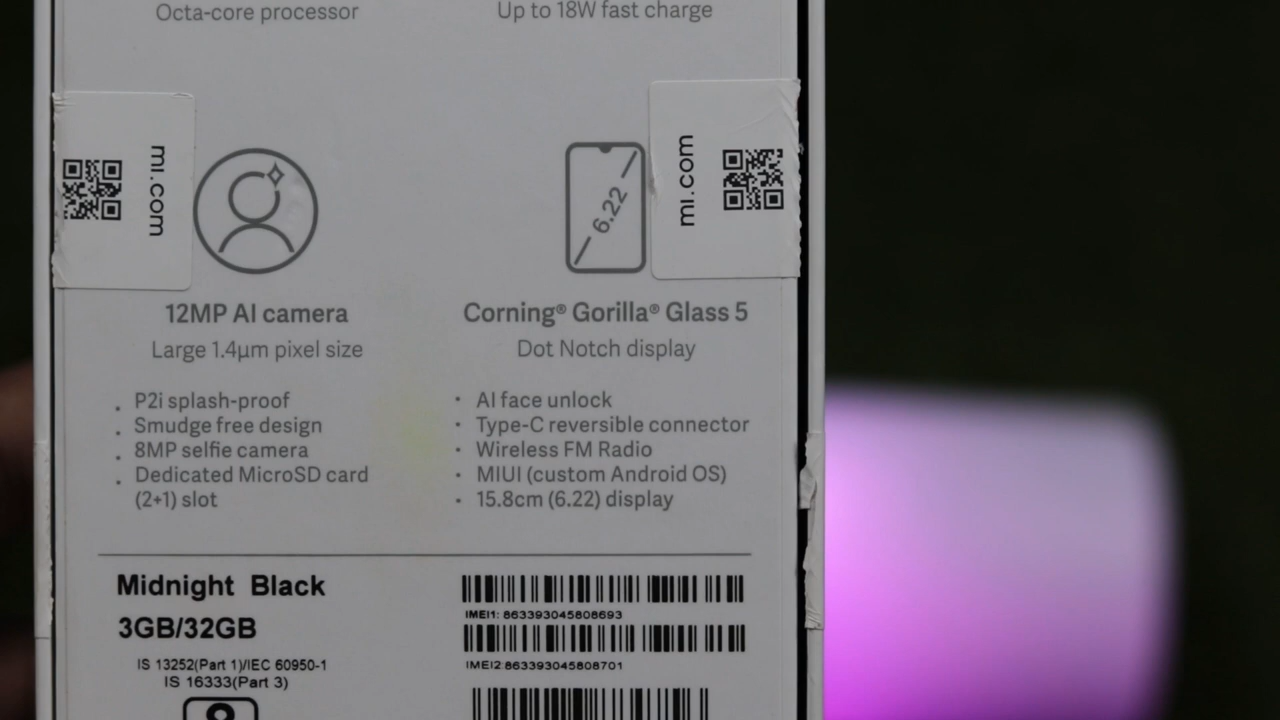 Octa-core processor
Up to 18W fast charge
mi.com
6.22
mi.com
12MP AI camera
Large 1.4µm pixel size
Corning® Gorilla® Glass 5
Dot Notch display
. P2i splash-proof
. Smudge free design
. 8MP selfie camera
. Dedicated MicroSD card
(2+1) slot
• AI face unlock
• Type-C reversible connector
• Wireless FM Radio
• MIUI (custom Android OS)
• 15.8cm (6.22) display
Midnight Black
3GB/32GB
IS 13252(Part 1)/IEC 60950-1
IS 16333(Part 3)
IMEI1: 863393045808693
IMEI2:863393045808701